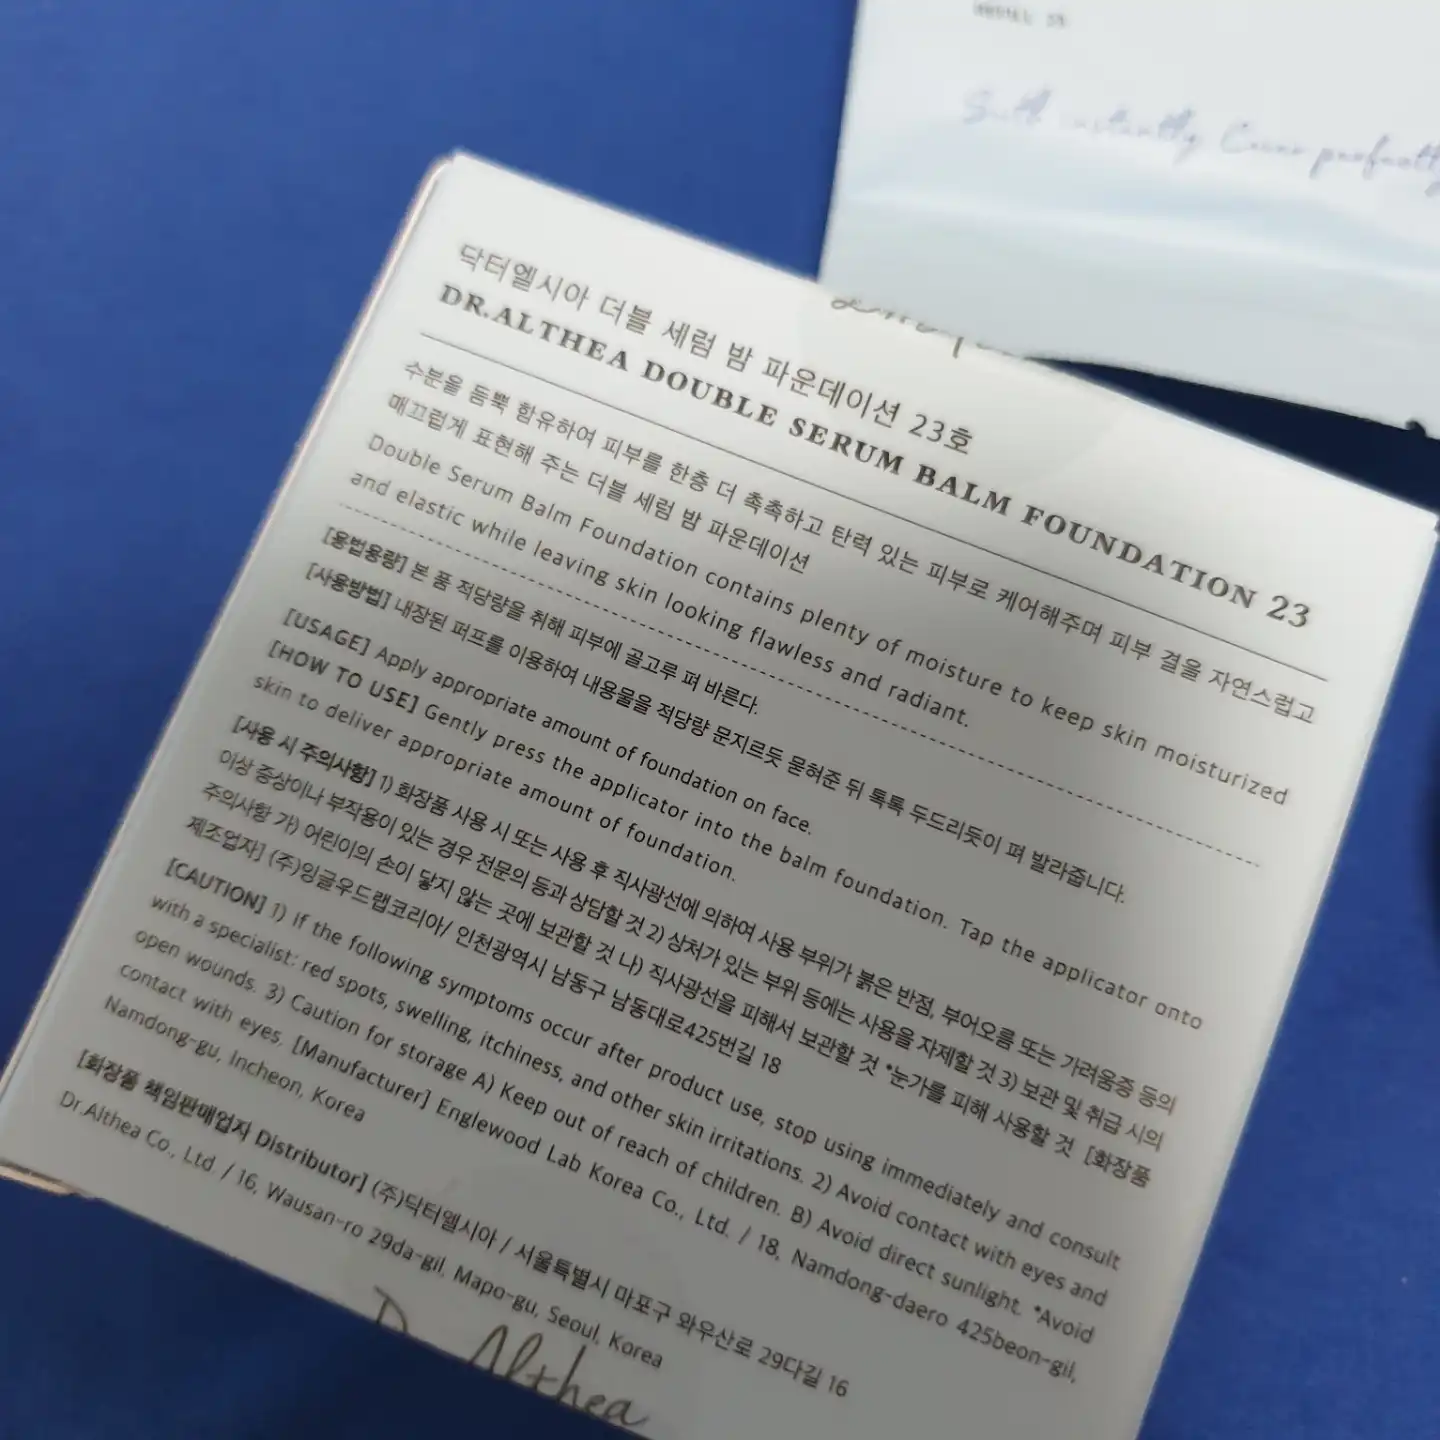 닥터엘시아 더블 세럼 밤 파운데이션 23호
DR.ALTHEA DOUBLE SERUM BALM FOUNDATION 23
수분을 듬뿍 함유하여 피부를 한층 더 촉촉하고 탄력 있는 피부로 케어해주며 피부 결을 자연스럽고
매끄럽게 표현해 주는 더블 세럼 밤 파운데이션
Double Serum Balm Foundation contains plenty of moisture to keep skin moisturized
and elastic while leaving skin looking flawless and radiant.
[용법용량] 본 품 적당량을 취해 피부에 골고루 펴 바른다.
[사용방법] 내장된 퍼프를 이용하여 내용물을 적당량 문지르듯 묻혀준 뒤 톡톡 두드리듯이 펴 발라줍니다.
[USAGE] Apply appropriate amount of foundation on face.
[HOW TO USE] Gently press the applicator into the balm foundation. Tap the applicator onto
skin to deliver appropriate amount of foundation.
[사용 시 주의사항] 1) 화장품 사용 시 또는 사용 후 직사광선에 의하여 사용 부위가 붉은 반점, 부어오름 또는 가려움증 등의
이상 증상이나 부작용이 있는 경우 전문의 등과 상담할 것 2) 상처가 있는 부위 등에는 사용을 자제할 것 3) 보관 및 취급 시의
주의사항 가) 어린이의 손이 닿지 않는 곳에 보관할 것 나) 직사광선을 피해서 보관할 것 *눈가를 피해 사용할 것 [화장품
제조업자] (주)잉글우드랩코리아/ 인천광역시 남동구 남동대로425번길 18
[CAUTION] 1) If the following symptoms occur after product use, stop using immediately and consult
with a specialist: red spots, swelling, itchiness, and other skin irritations. 2) Avoid contact with eyes and
open wounds. 3) Caution for storage A) Keep out of reach of children. B) Avoid direct sunlight. *Avoid
contact with eyes. [Manufacturer] Englewood Lab Korea Co., Ltd. / 18, Namdong-daero 425beon-gil,
Namdong-gu, Incheon, Korea
[화장품 책임판매업자 Distributor] (주)닥터엘시아 / 서울특별시 마포구 와우산로 29다길 16
Dr.Althea Co., Ltd. / 16, Wausan-ro 29da-gil, Mapo-gu, Seoul, Korea
Dr. Althea